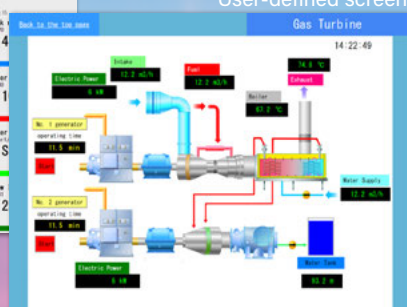 User-defined screen
Back to the top page
Gas Turbine
14:22:49
Intake
12.2 m3/h
Fuel
12.2 m3/h
74.6 ℃
Exhaust
Electric Power
6 kW
Boiler
67.2 ℃
No. 1 generator
operating time
11.5 min
Start
Water Supply
12.2 m3/h
No. 2 generator
operating time
11.5 min
Start
Electric Power
5 kW
Water Tank
93.2 m